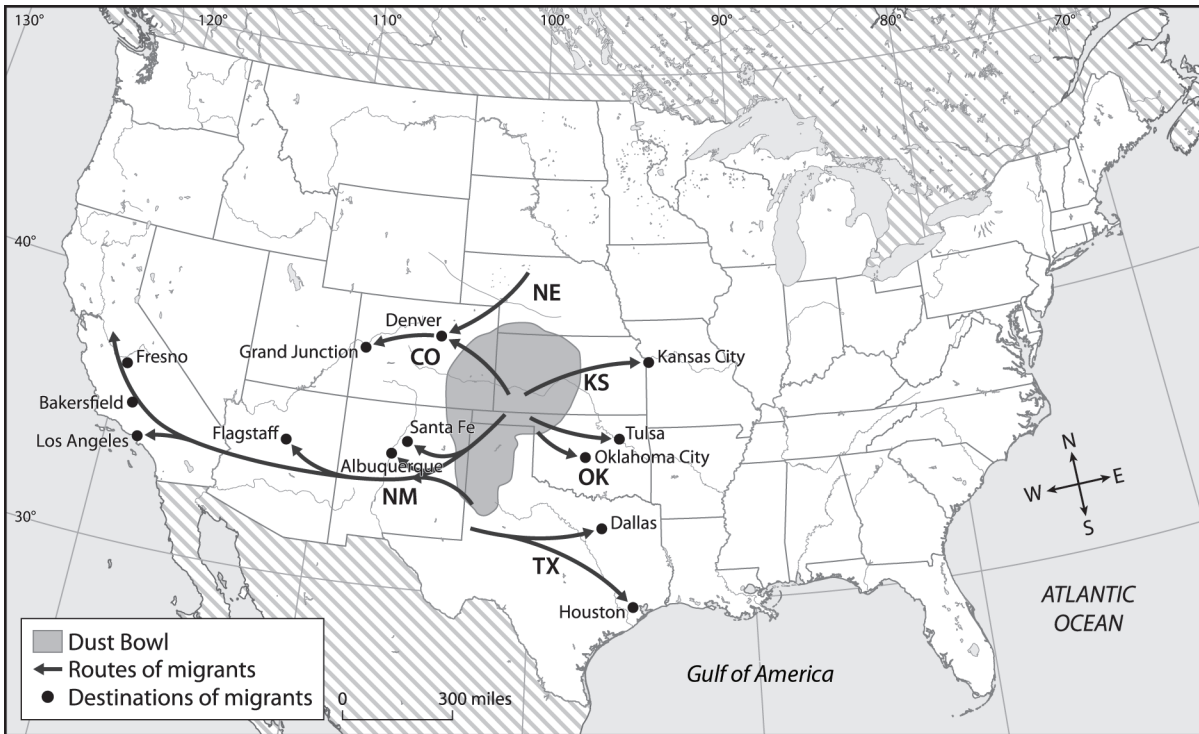 130°
120°
110°
100°
90°
80°
70°
40°
30°
NE
Denver
Grand Junction
CO
Fresno
Kansas City
KS
Bakersfield
Los Angeles
Flagstaff
Santa Fe
Albuquerque
NM
Tulsa
Oklahoma City
OK
Dallas
TX
Houston
N
W
E
S
ATLANTIC
OCEAN
Gulf of America
Dust Bowl
Routes of migrants
Destinations of migrants
0
300 miles